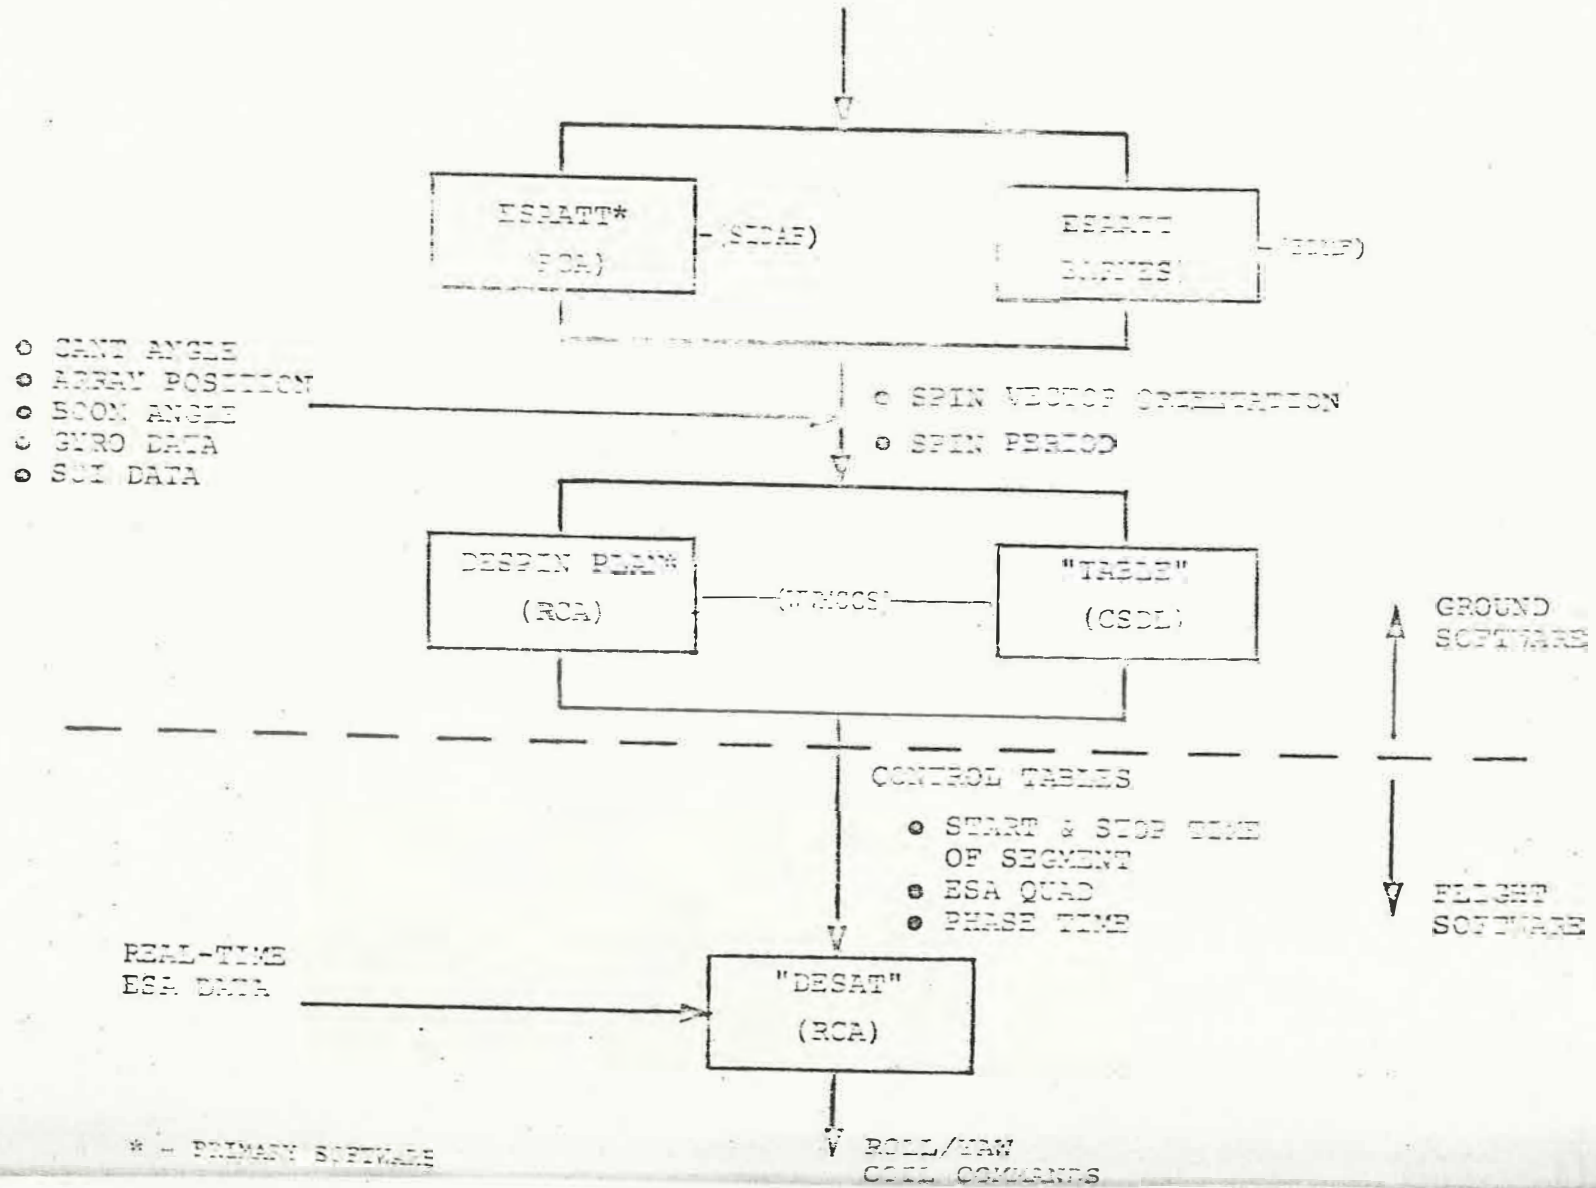 ESAATT*
(RCA)
(SIDAF)
ESAATT
BARNES)
● CANT ANGLE
● ARRAY POSITION
● BOOM ANGLE
● GYRO DATA
● SCI DATA
● SPIN VECTOR ORIENTATION
● SPIN PERIOD
DESPIN PLAN*
(RCA)
"TABLE"
(CSDL)
GROUND
SOFTWARE
CONTROL TABLES
● START & STOP TIME
OF SEGMENT
● ESA QUAD
● PHASE TIME
FLIGHT
SOFTWARE
REAL-TIME
ESA DATA
"DESAT"
(RCA)
* - PRIMARY SOFTWARE
ROLL/YAW
COIL COMMANDS